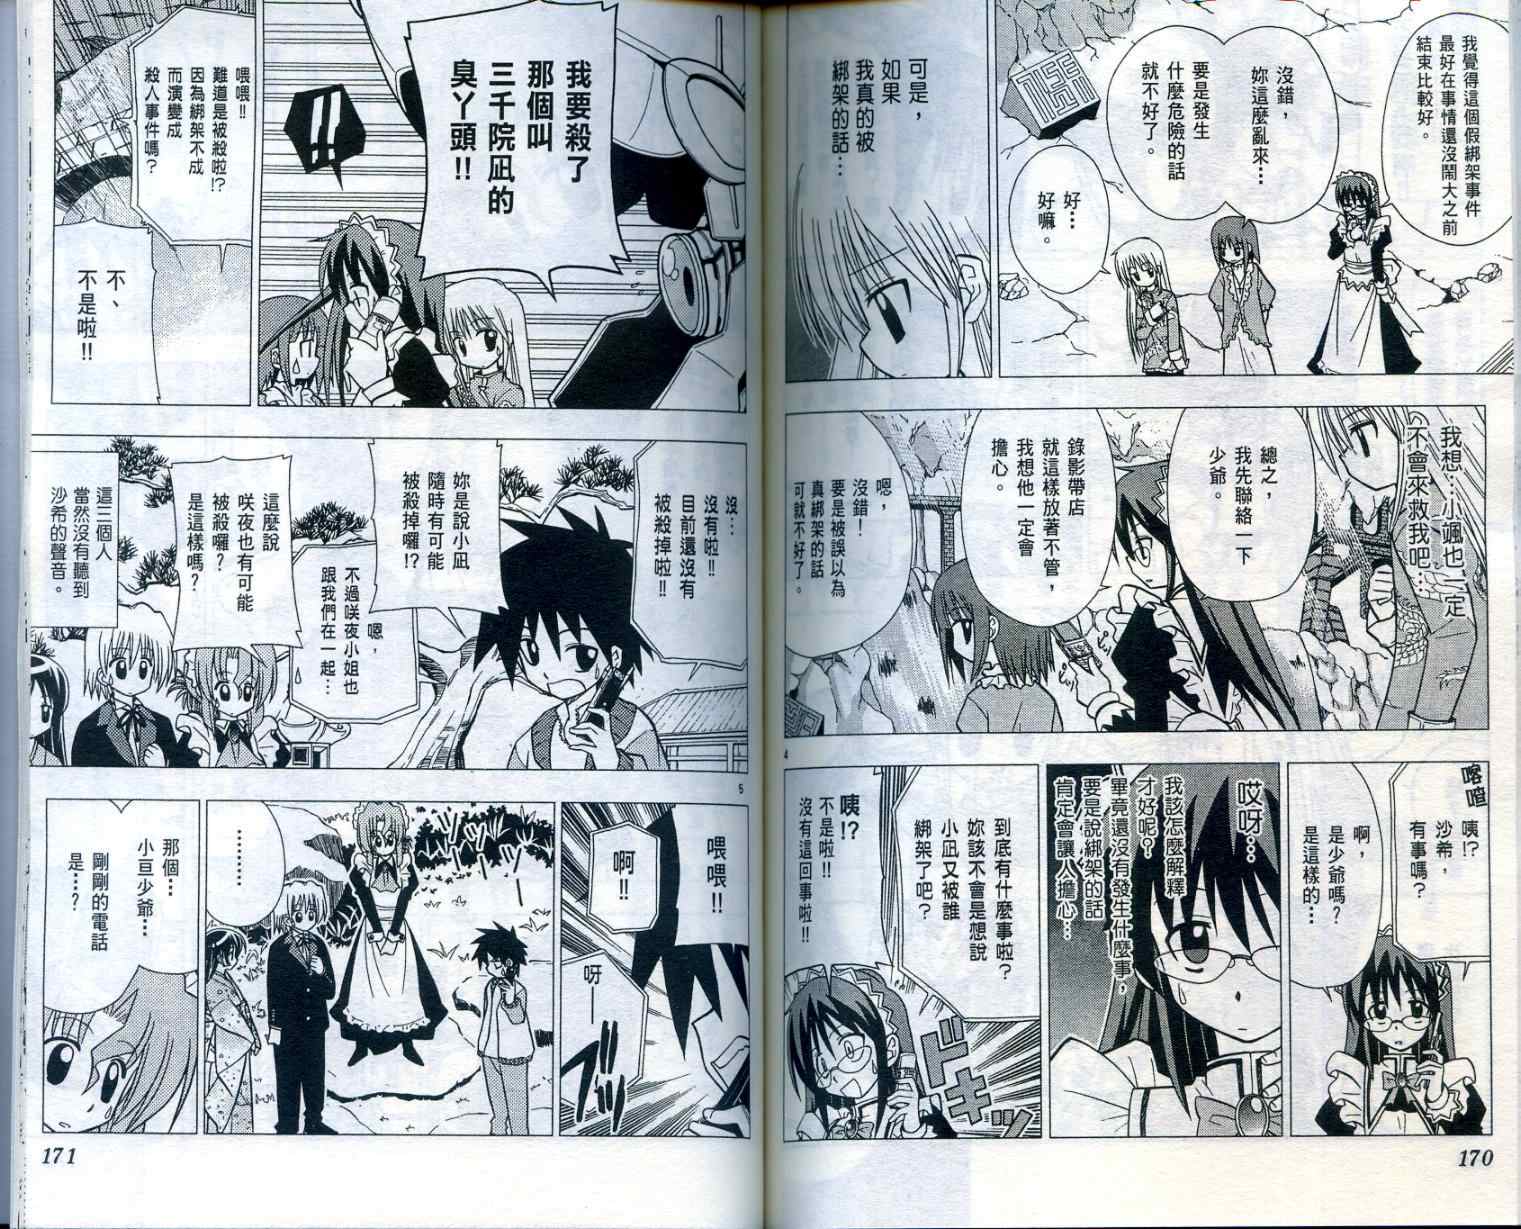 我覺得這個假綁架事件
最好在事情還沒鬧大之前
結束比較好。
沒錯,
妳這麼亂來…
要是發生
什麼危險的話
就不好了。
好…
好嘛。
可是,
如果
我真的被
綁架的話…
我想…小颯也一定
不會來救我吧…
總之,
我先聯絡一下
少爺。
錄影帶店
就這樣放著不管,
我想他一定會
擔心。
嗯,
沒錯!
要是被誤以為
真綁架的話
可就不好了。
4
喀喳
咦!?
沙希,
有事嗎?
啊,
是少爺嗎?
是這樣的…
哎呀…
我該怎麼解釋
才好呢?
畢竟還沒有發生什麼事,
要是說綁架的話
肯定會讓人擔心…
到底有什麼事啦?
妳該不會是想說
小凪又被誰
綁架了吧?
咦!?
不是啦!!
沒有這回事啦!!
ドキッ
170
我要殺了
那個叫
三千院凪的
臭丫頭!!
!!
喂喂!!
難道是被殺啦!?
因為綁架不成
而演變成
殺人事件嗎?
不、
不是啦!!
沒…
沒有啦!!
目前還沒有
被殺掉啦!!
妳是說小凪
隨時有可能
被殺掉囉!?
嗯,
不過咲夜小姐也
跟我們在一起…
這麼說
咲夜也有可能
被殺囉?
是這樣嗎?
這三個人
當然沒有聽到
沙希的聲音。
5
喂喂!!
啊!!
呀—
ツー
ツー
………
那個…
小亘少爺…
剛剛的電話
是…?
171